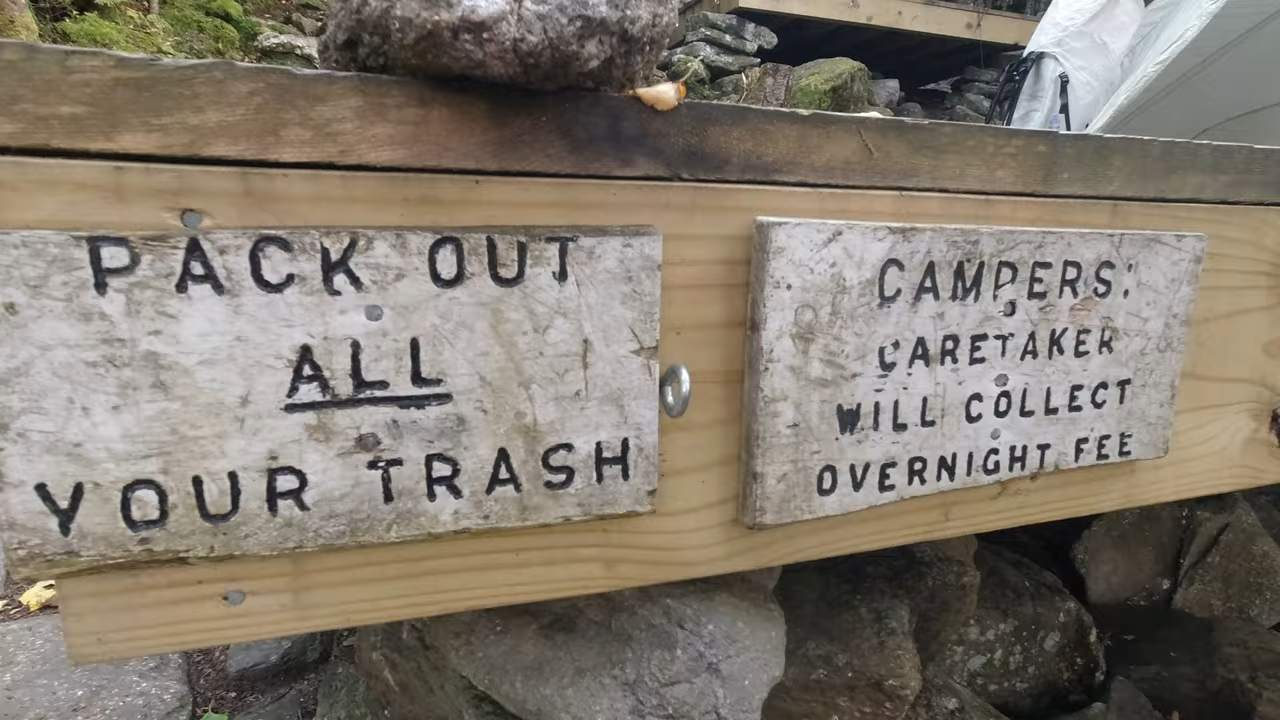 PACK OUT
ALL
YOUR TRASH
CAMPERS:
CARETAKER
WILL COLLECT
OVERNIGHT FEE